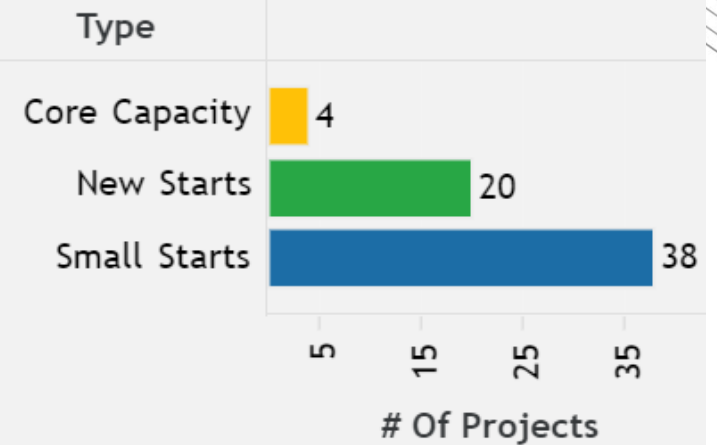 Type
Core Capacity 4
New Starts 20
Small Starts 38
5 15 25 35
# Of Projects